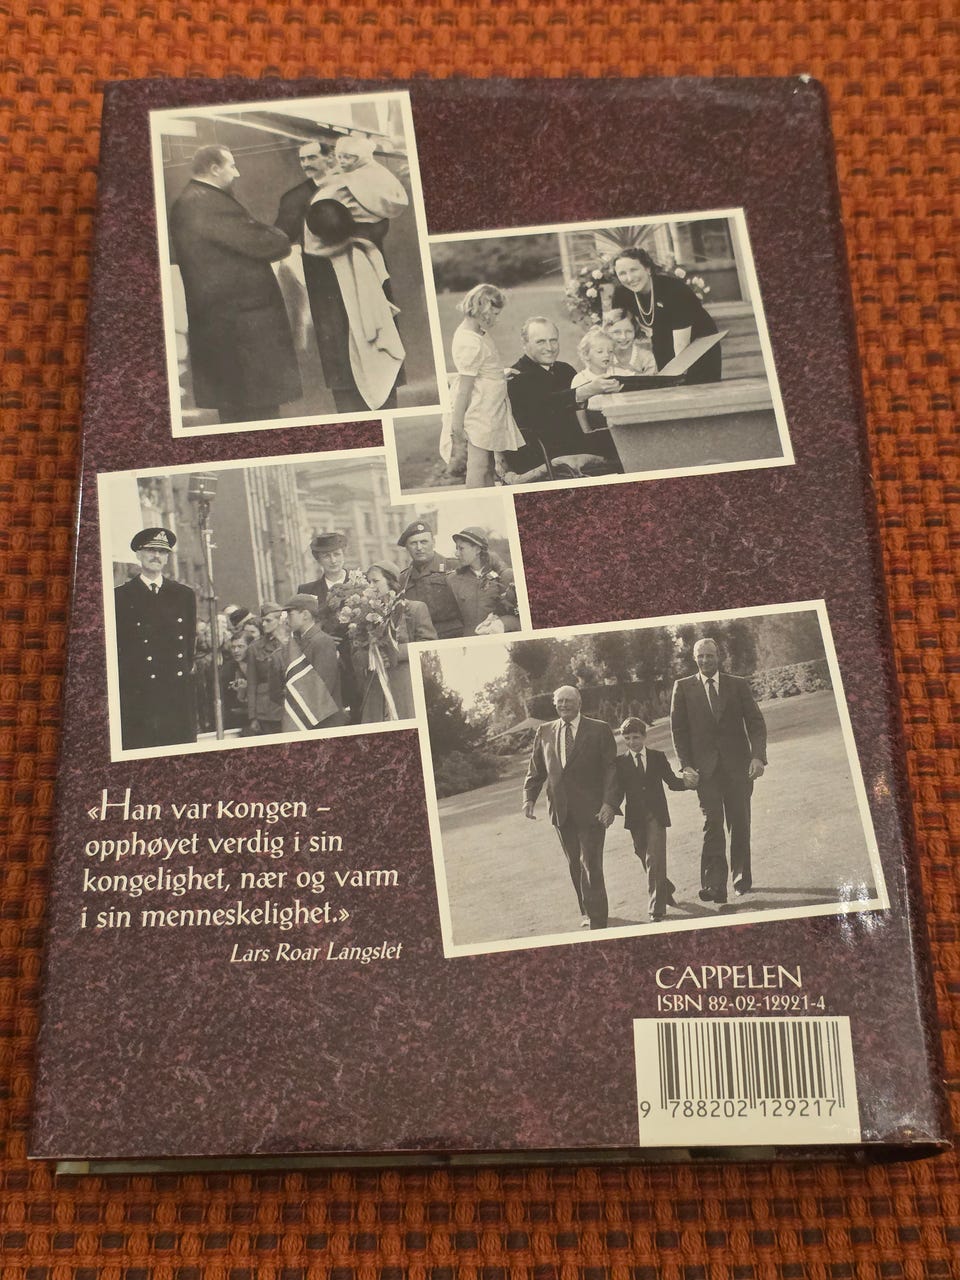 «Han var Kongen –
opphøyet verdig i sin
kongelighet, nær og varm
i sin menneskelighet.»
Lars Roar Langslet
CAPPELEN
ISBN 82-02-12921-4
9 788202 129217